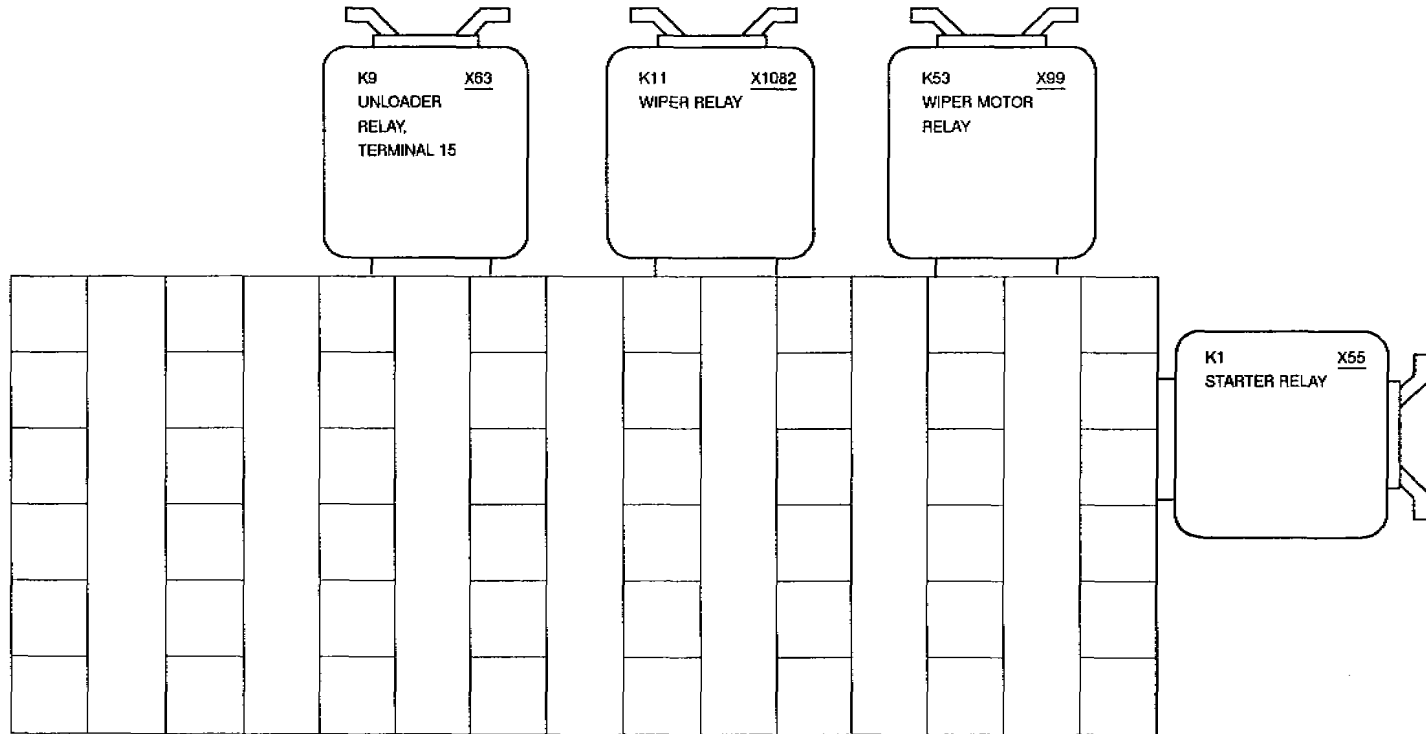 K9 X63
UNLOADER
RELAY,
TERMINAL 15
K11 X1082
WIPER RELAY
K53 X99
WIPER MOTOR
RELAY
K1 X55
STARTER RELAY